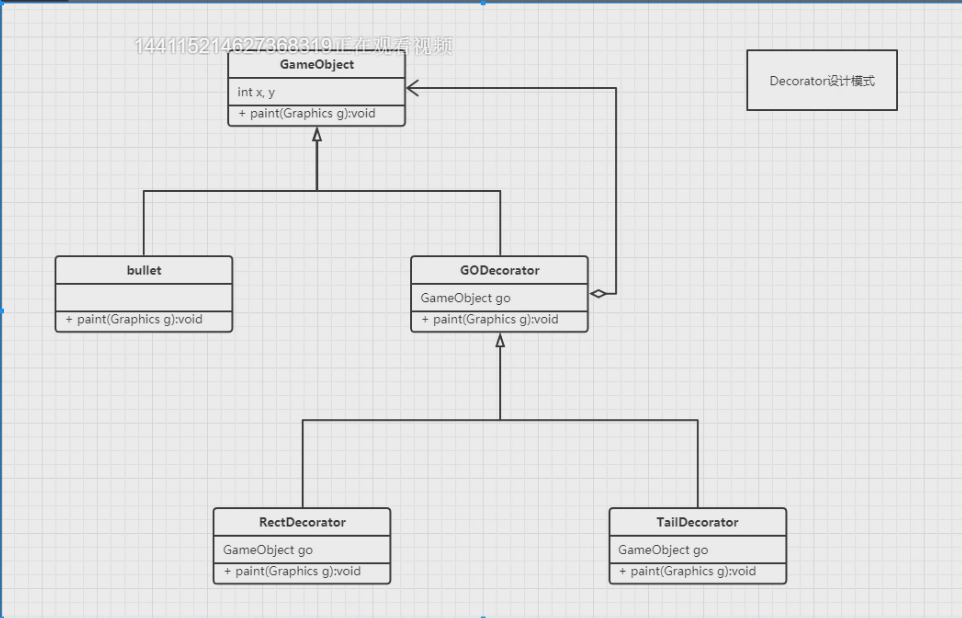 144115214627368319正在观看视频
GameObject
int x, y
+ paint(Graphics g):void
Decorator设计模式
bullet
+ paint(Graphics g):void
GODecorator
GameObject go
+ paint(Graphics g):void
RectDecorator
GameObject go
+ paint(Graphics g):void
TailDecorator
GameObject go
+ paint(Graphics g):void